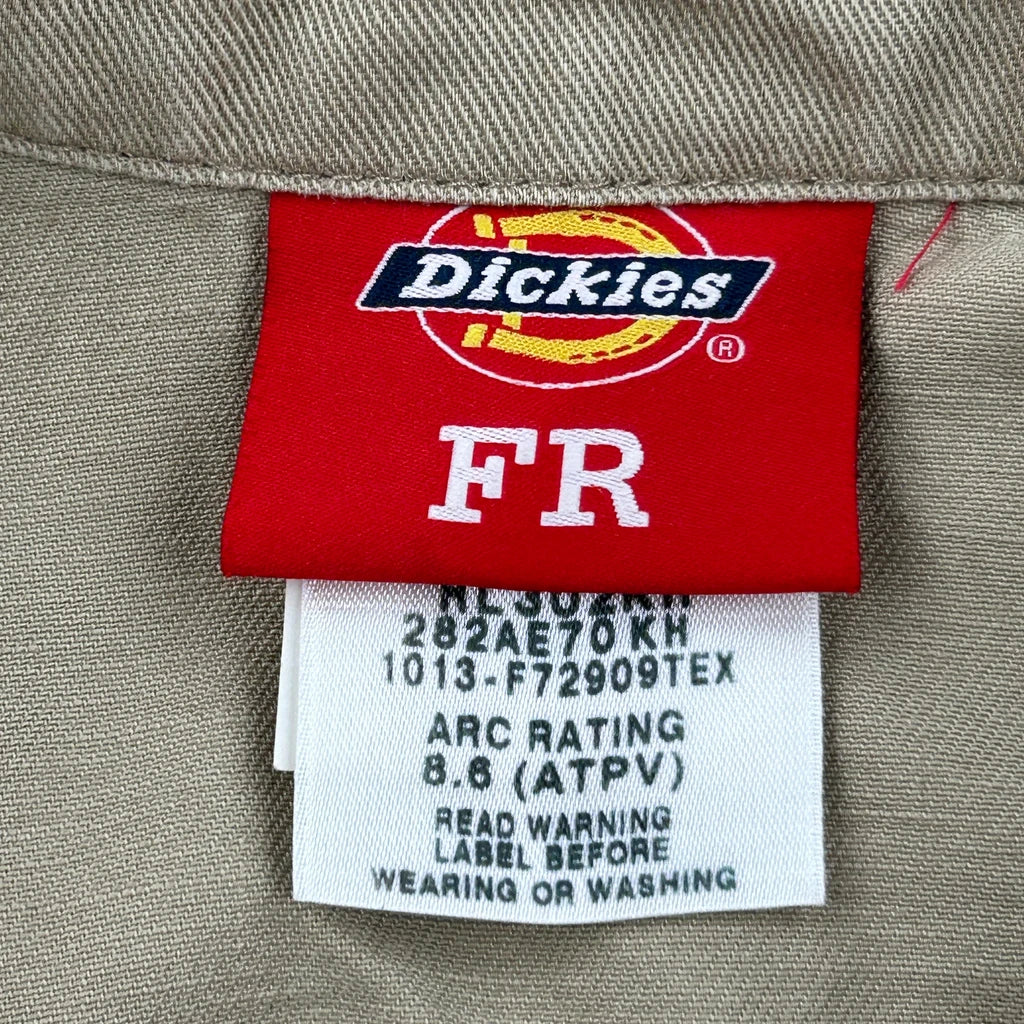 Dickies
®
FR
282AE70KH
1013-F72909TEX
ARC RATING
8.6 (ATPV)
READ WARNING
LABEL BEFORE
WEARING OR WASHING